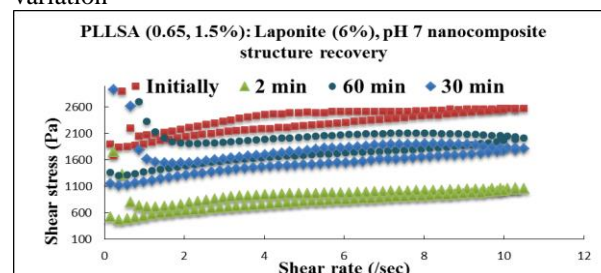 variation
PLLSA (0.65, 1.5%): Laponite (6%), pH 7 nanocomposite
structure recovery
Initially 2 min 60 min 30 min
Shear stress (Pa)
2600
2100
1600
1100
600
100
0 2 4 6 8 10 12
Shear rate (/sec)